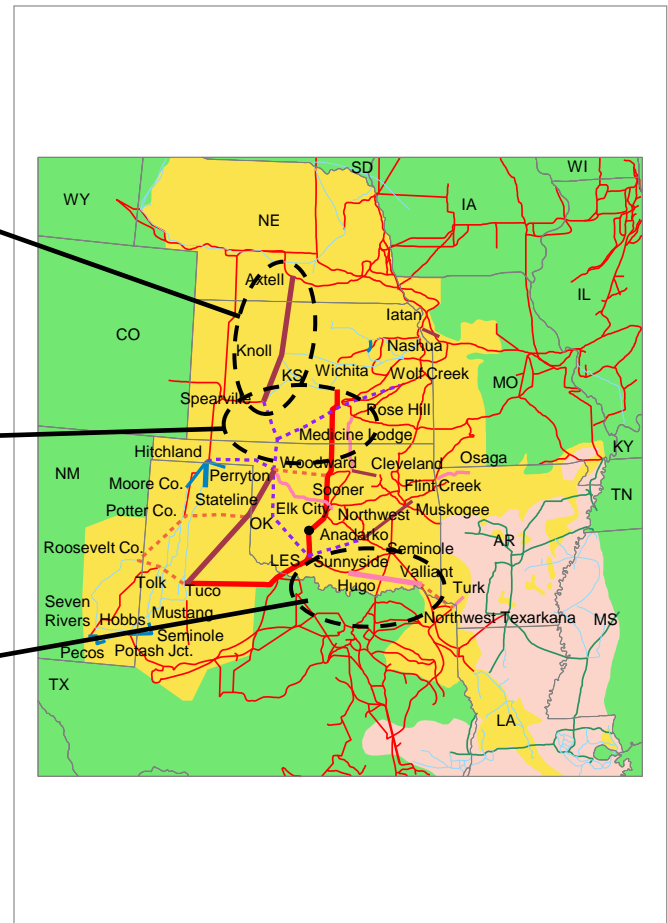 SD
WI
WY
IA
NE
Axtell
IL
Iatan
CO
Knoll
Nashua
KS
Wichita
Wolf Creek
MO
Spearville
Rose Hill
Medicine Lodge
KY
Hitchland
Osaga
NM
Woodward
Cleveland
Perryton
Moore Co.
Sooner
Flint Creek
TN
Stateline
Potter Co.
Elk City
Northwest
Muskogee
OK
Anadarko
AR
Roosevelt Co.
Seminole
LES
Sunnyside
Valliant
Tolk
Tuco
Hugo
Turk
Seven
Rivers
Hobbs
Mustang
Northwest Texarkana
MS
Seminole
Pecos
Potash Jct.
TX
LA